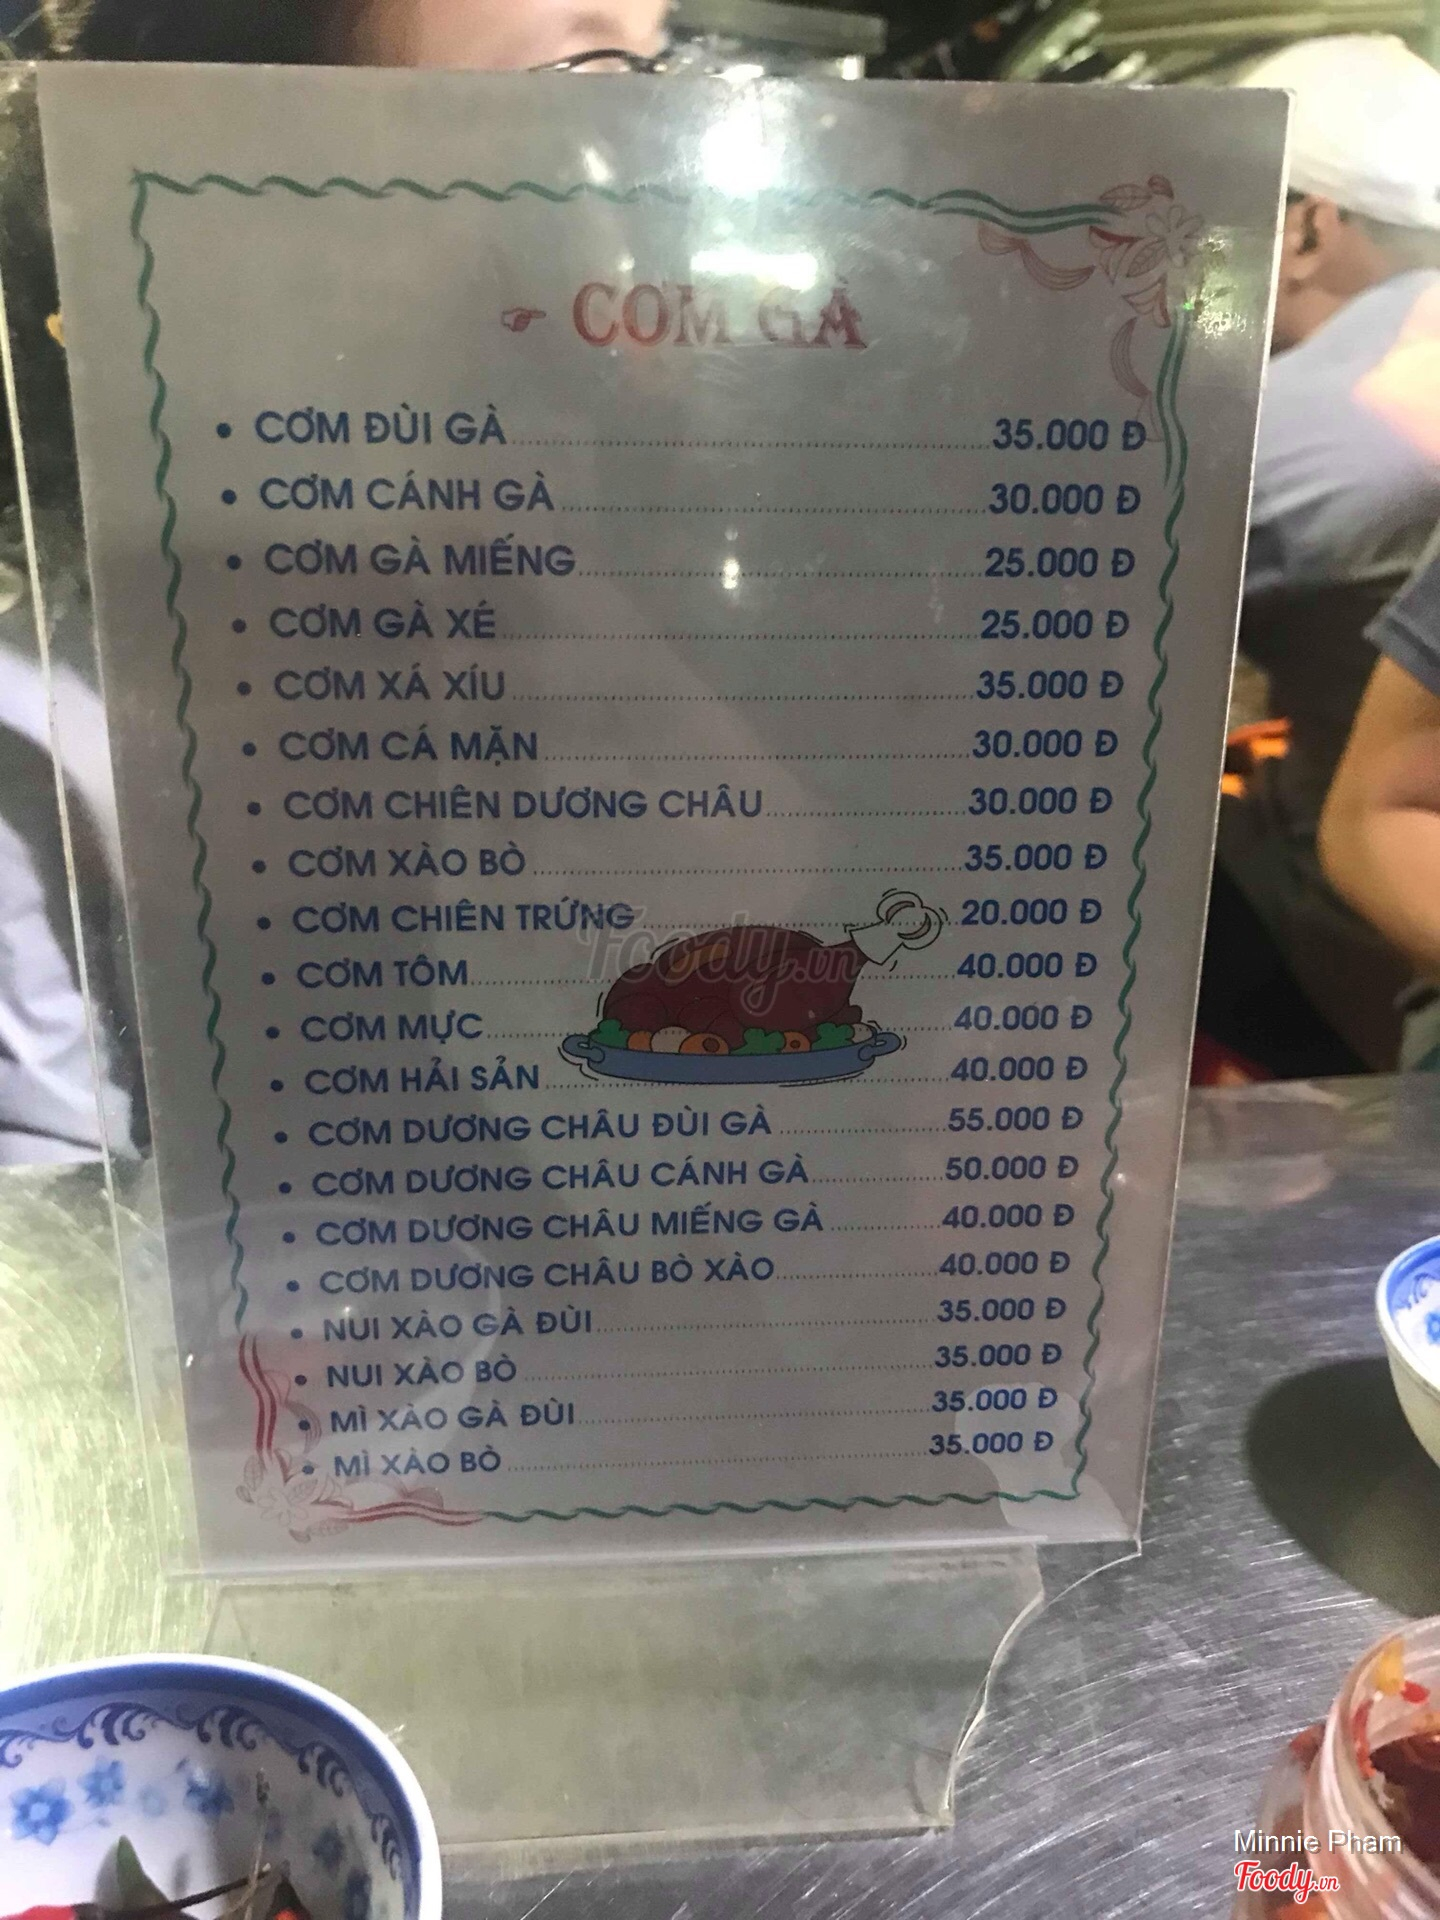 ☞ CƠM GÀ
• CƠM ĐÙI GÀ 35.000 Đ
• CƠM CÁNH GÀ 30.000 Đ
• CƠM GÀ MIẾNG 25.000 Đ
• CƠM GÀ XÉ 25.000 Đ
• CƠM XÁ XÍU 35.000 Đ
• CƠM CÁ MẶN 30.000 Đ
• CƠM CHIÊN DƯƠNG CHÂU 30.000 Đ
• CƠM XÀO BÒ 35.000 Đ
• CƠM CHIÊN TRỨNG 20.000 Đ
• CƠM TÔM 40.000 Đ
• CƠM MỰC 40.000 Đ
• CƠM HẢI SẢN 40.000 Đ
• CƠM DƯƠNG CHÂU ĐÙI GÀ 55.000 Đ
• CƠM DƯƠNG CHÂU CÁNH GÀ 50.000 Đ
• CƠM DƯƠNG CHÂU MIẾNG GÀ 40.000 Đ
• CƠM DƯƠNG CHÂU BÒ XÀO 40.000 Đ
• NUI XÀO GÀ ĐÙI 35.000 Đ
• NUI XÀO BÒ 35.000 Đ
• MÌ XÀO GÀ ĐÙI 35.000 Đ
• MÌ XÀO BÒ 35.000 Đ
Foody.vn
Minnie Pham
Foody.vn